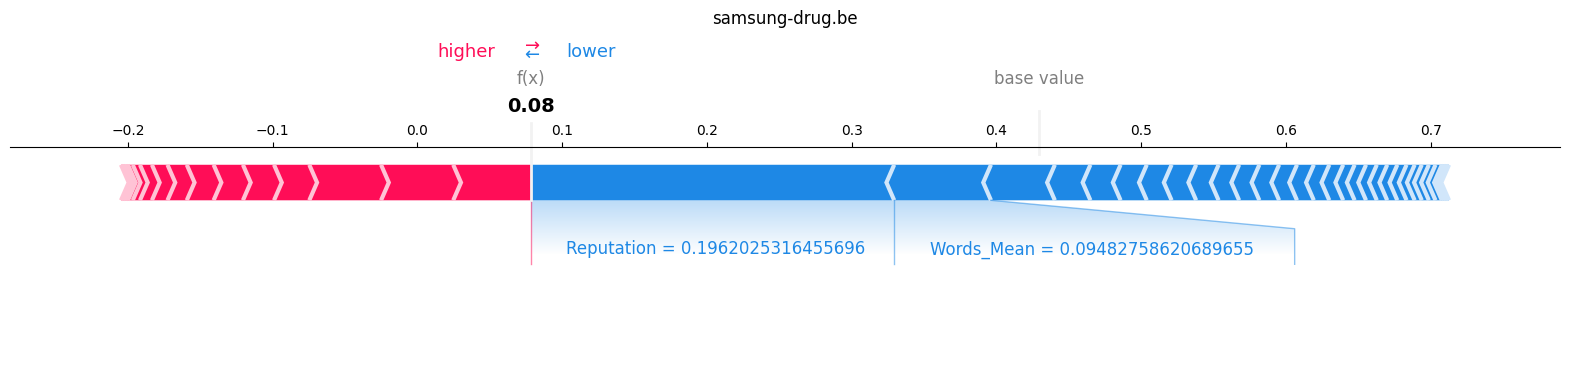 samsung-drug.be
higher → ← lower
f(x) base value
0.08
−0.2 −0.1 0.0 0.1 0.2 0.3 0.4 0.5 0.6 0.7
Reputation = 0.1962025316455696 Words_Mean = 0.09482758620689655